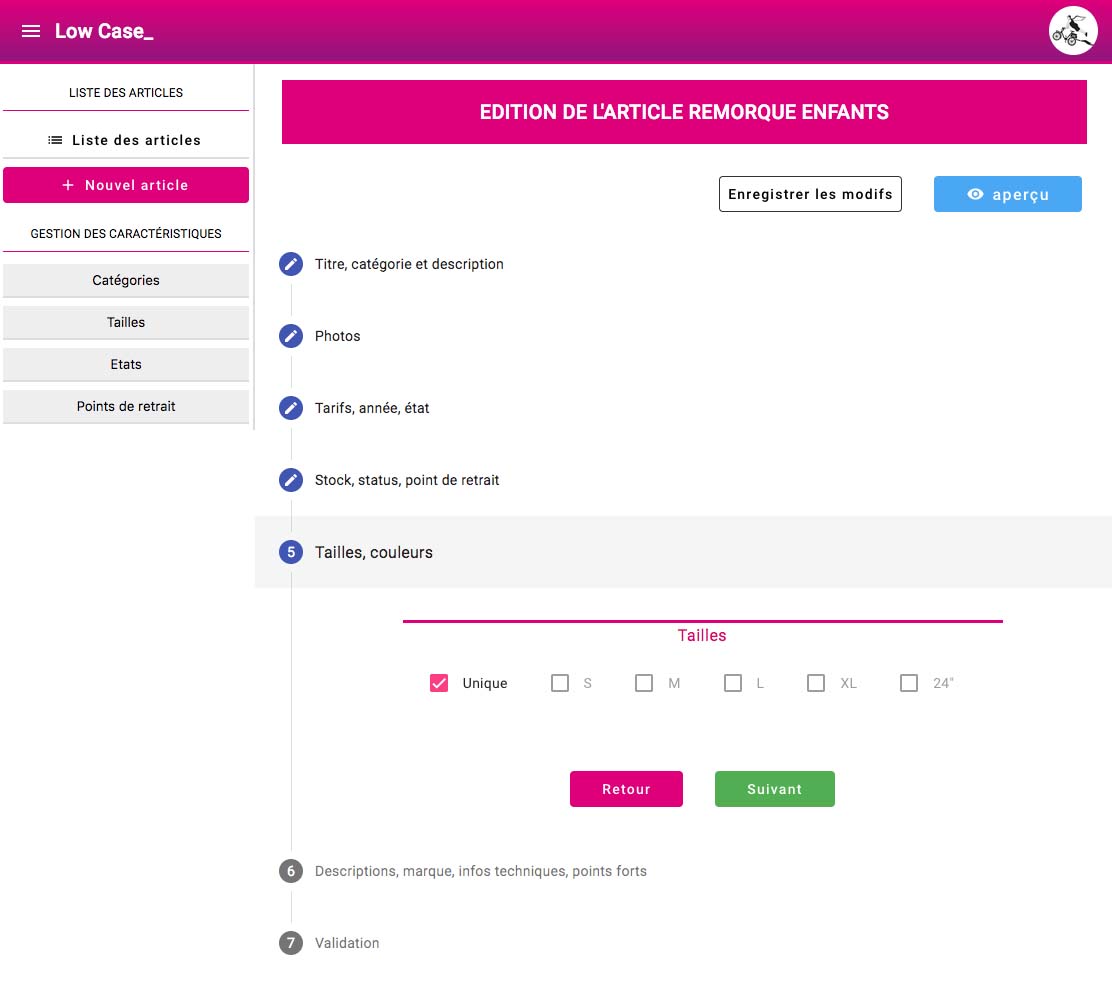 Low Case_
LISTE DES ARTICLES
Liste des articles
+ Nouvel article
GESTION DES CARACTÉRISTIQUES
Catégories
Tailles
Etats
Points de retrait
EDITION DE L'ARTICLE REMORQUE ENFANTS
Enregistrer les modifs
aperçu
Titre, catégorie et description
Photos
Tarifs, année, état
Stock, status, point de retrait
5 Tailles, couleurs
Tailles
Unique S M L XL 24"
Retour Suivant
6 Descriptions, marque, infos techniques, points forts
7 Validation